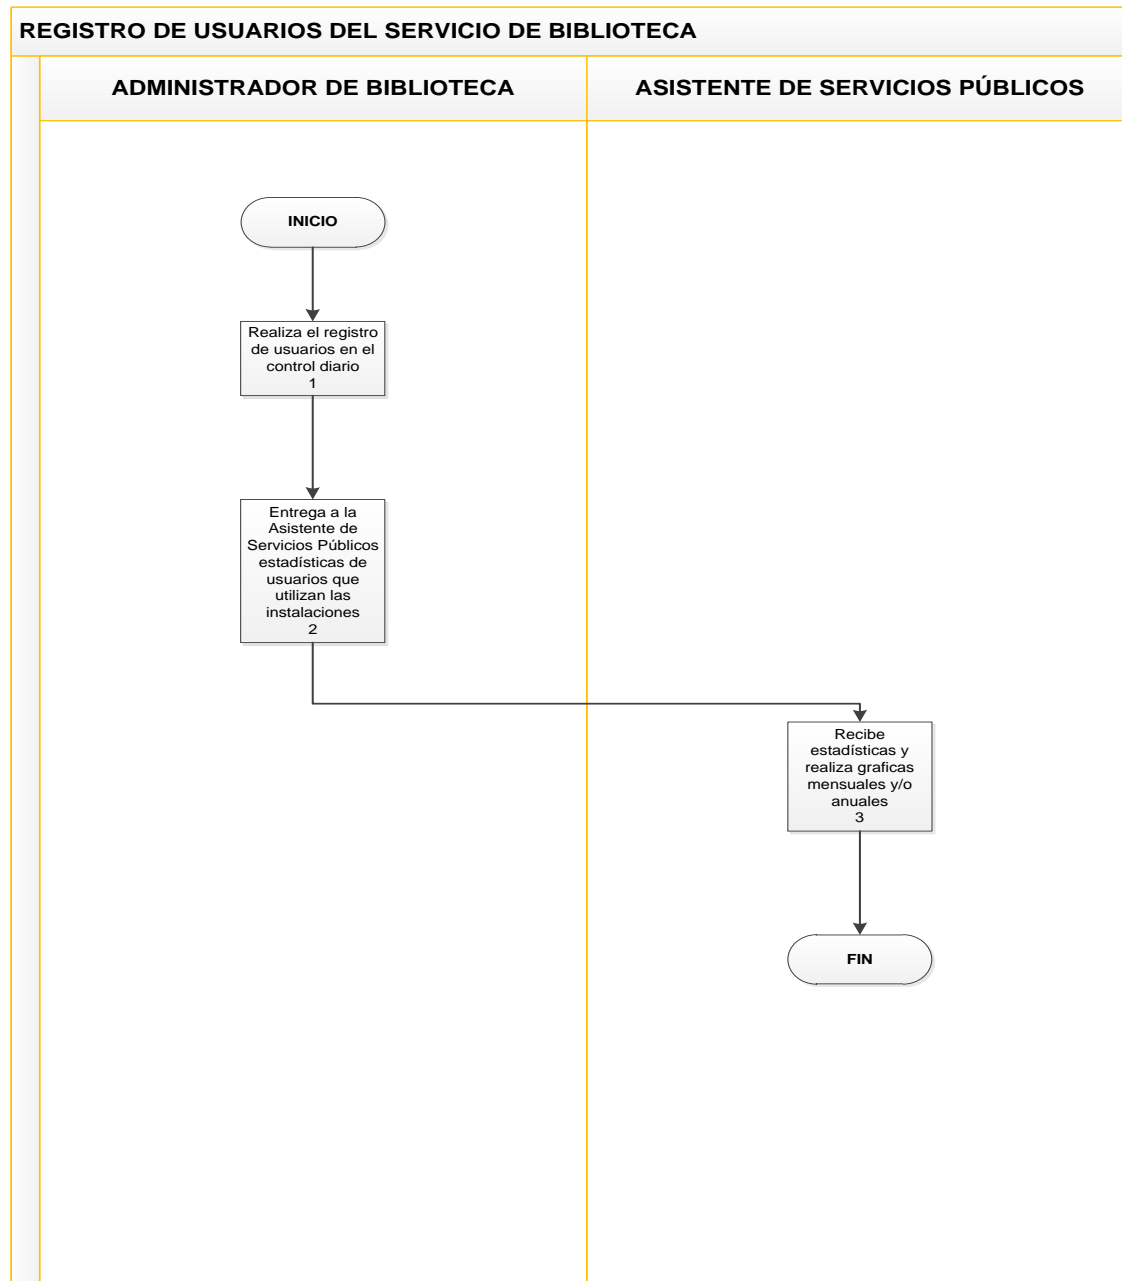 REGISTRO DE USUARIOS DEL SERVICIO DE BIBLIOTECA
ADMINISTRADOR DE BIBLIOTECA
ASISTENTE DE SERVICIOS PÚBLICOS
INICIO
Realiza el registro
de usuarios en el
control diario
1
Entrega a la
Asistente de
Servicios Públicos
estadísticas de
usuarios que
utilizan las
instalaciones
2
Recibe
estadísticas y
realiza graficas
mensuales y/o
anuales
3
FIN